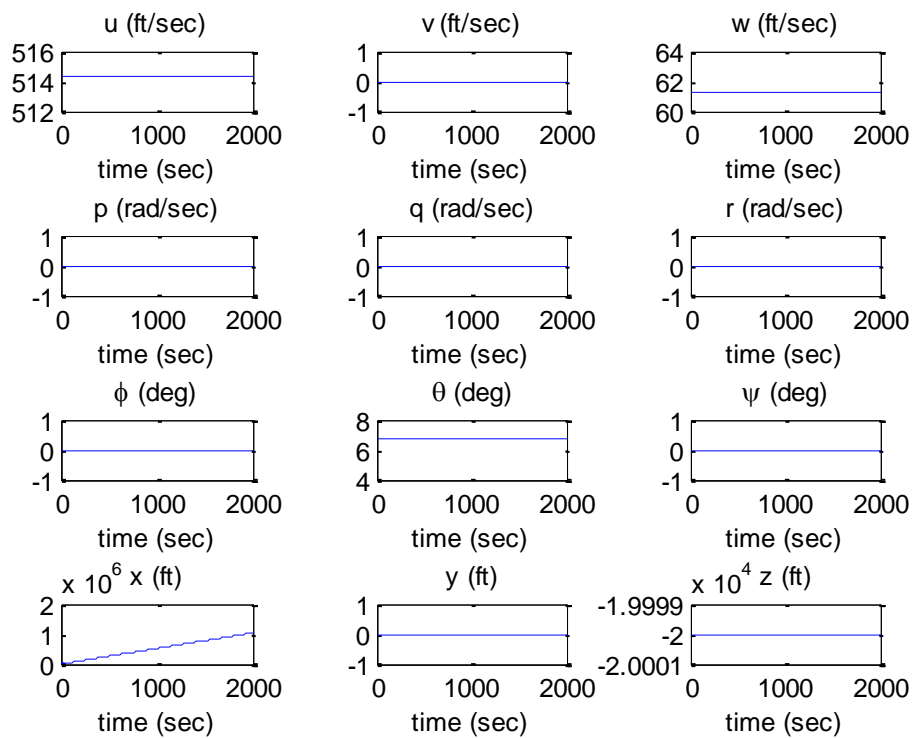 u (ft/sec)
516
514
512
0 1000 2000
time (sec)
v (ft/sec)
1
0
-1
0 1000 2000
time (sec)
w (ft/sec)
64
62
60
0 1000 2000
time (sec)
p (rad/sec)
1
0
-1
0 1000 2000
time (sec)
q (rad/sec)
1
0
-1
0 1000 2000
time (sec)
r (rad/sec)
1
0
-1
0 1000 2000
time (sec)
ϕ (deg)
1
0
-1
0 1000 2000
time (sec)
θ (deg)
8
6
4
0 1000 2000
time (sec)
ψ (deg)
1
0
-1
0 1000 2000
time (sec)
x 10^6 x (ft)
2
1
0
0 1000 2000
time (sec)
y (ft)
1
0
-1
0 1000 2000
time (sec)
x 10^4 z (ft)
-1.9999
-2
-2.0001
0 1000 2000
time (sec)